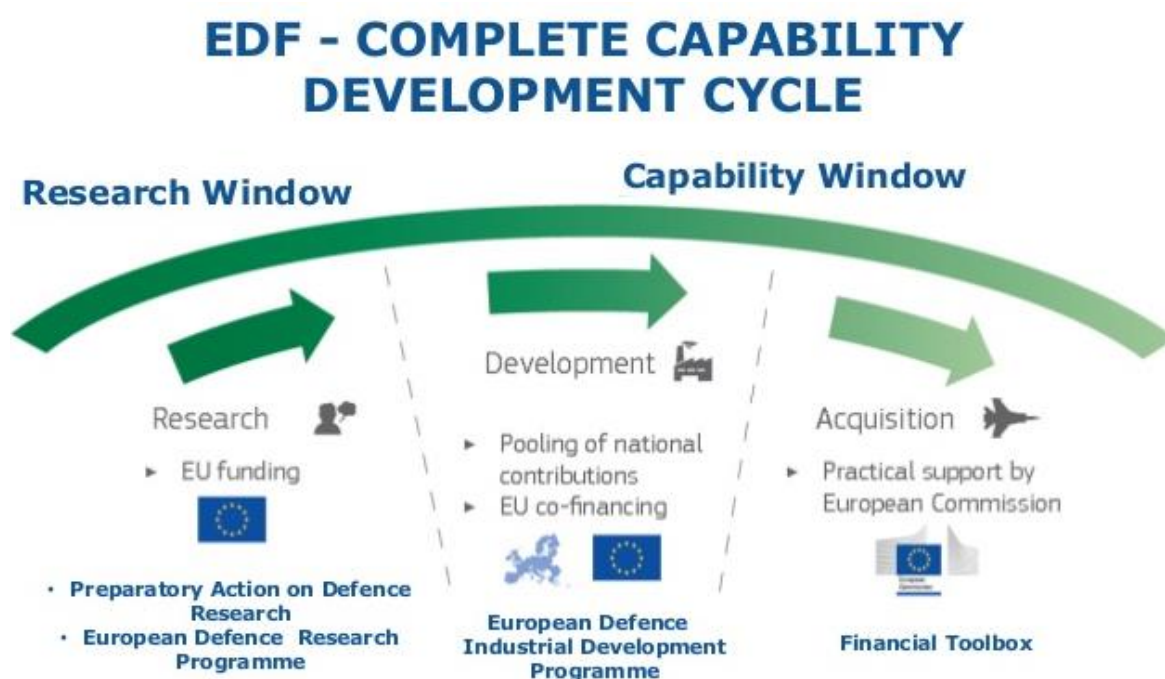 EDF - COMPLETE CAPABILITY
DEVELOPMENT CYCLE
Research Window
Capability Window
Research
► EU funding
• Preparatory Action on Defence
Research
• European Defence Research
Programme
Development
► Pooling of national
contributions
► EU co-financing
European Defence
Industrial Development
Programme
Acquisition
► Practical support by
European Commission
European
Commission
Financial Toolbox